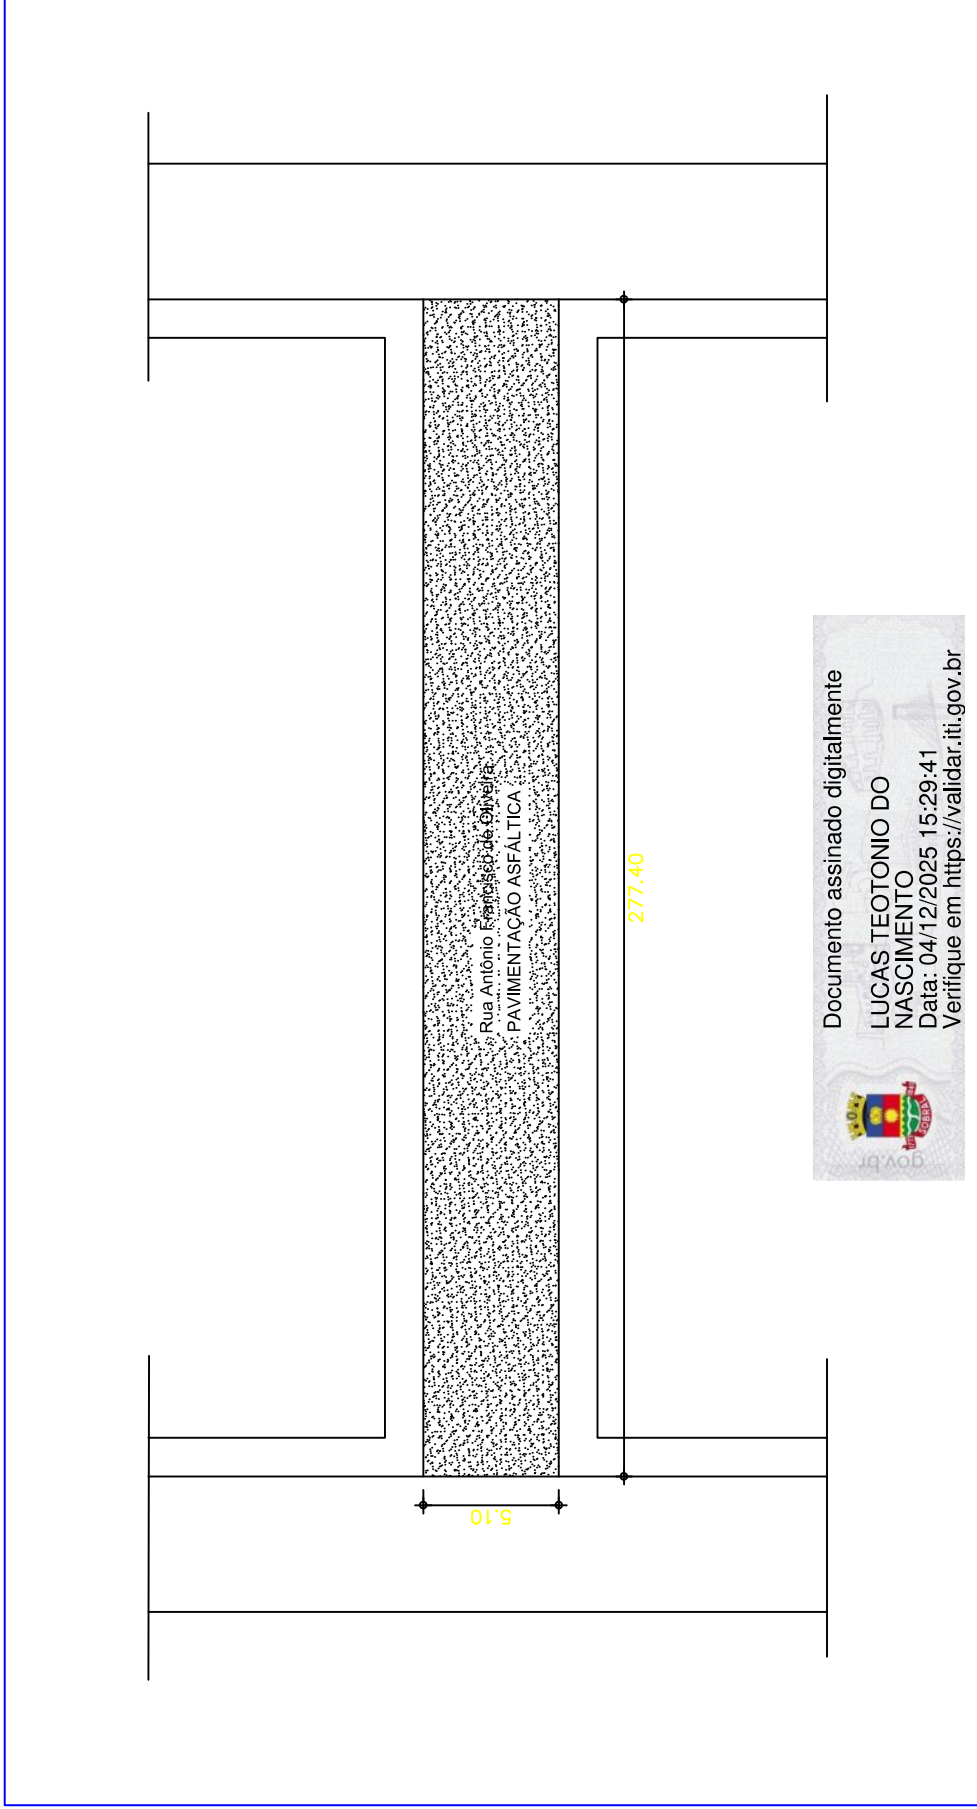 Rua Antônio Francisco de Oliveira
PAVIMENTAÇÃO ASFÁLTICA
277.40
5.10
Documento assinado digitalmente
LUCAS TEOTONIO DO
NASCIMENTO
Data: 04/12/2025 15:29:41
Verifique em https://validar.iti.gov.br
gov.br
SOBRAL